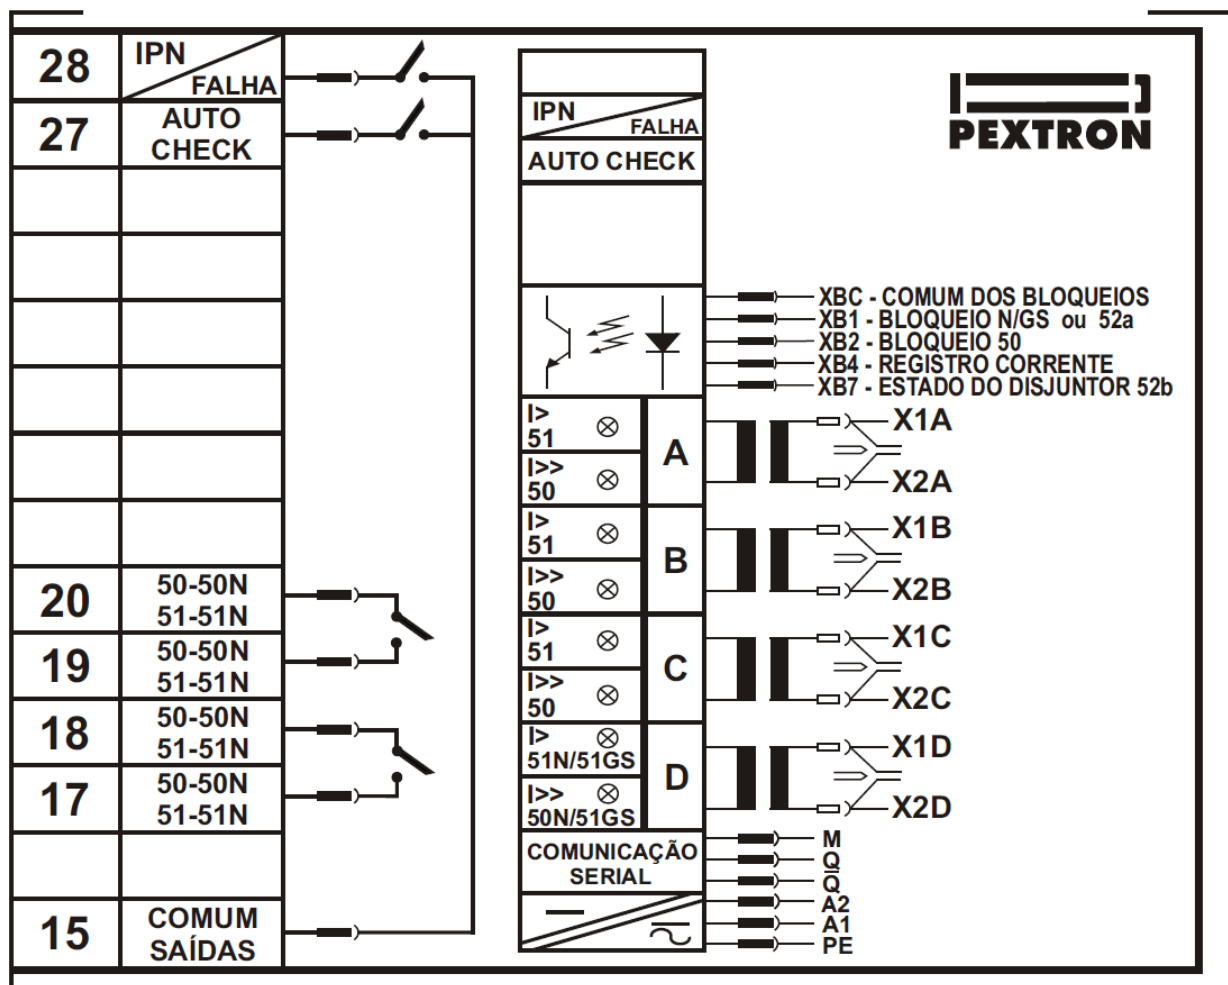 28
IPN
FALHA
27
AUTO
CHECK
20
50-50N
51-51N
19
50-50N
51-51N
18
50-50N
51-51N
17
50-50N
51-51N
15
COMUM
SAÍDAS
IPN
FALHA
AUTO CHECK
I>
51
I>>
50
A
I>
51
I>>
50
B
I>
51
I>>
50
C
I>
51N/51GS
I>>
50N/51GS
D
COMUNICAÇÃO
SERIAL
PEXTRON
XBC - COMUM DOS BLOQUEIOS
XB1 - BLOQUEIO N/GS ou 52a
XB2 - BLOQUEIO 50
XB4 - REGISTRO CORRENTE
XB7 - ESTADO DO DISJUNTOR 52b
X1A
X2A
X1B
X2B
X1C
X2C
X1D
X2D
M
Q
Q̅
A2
A1
PE